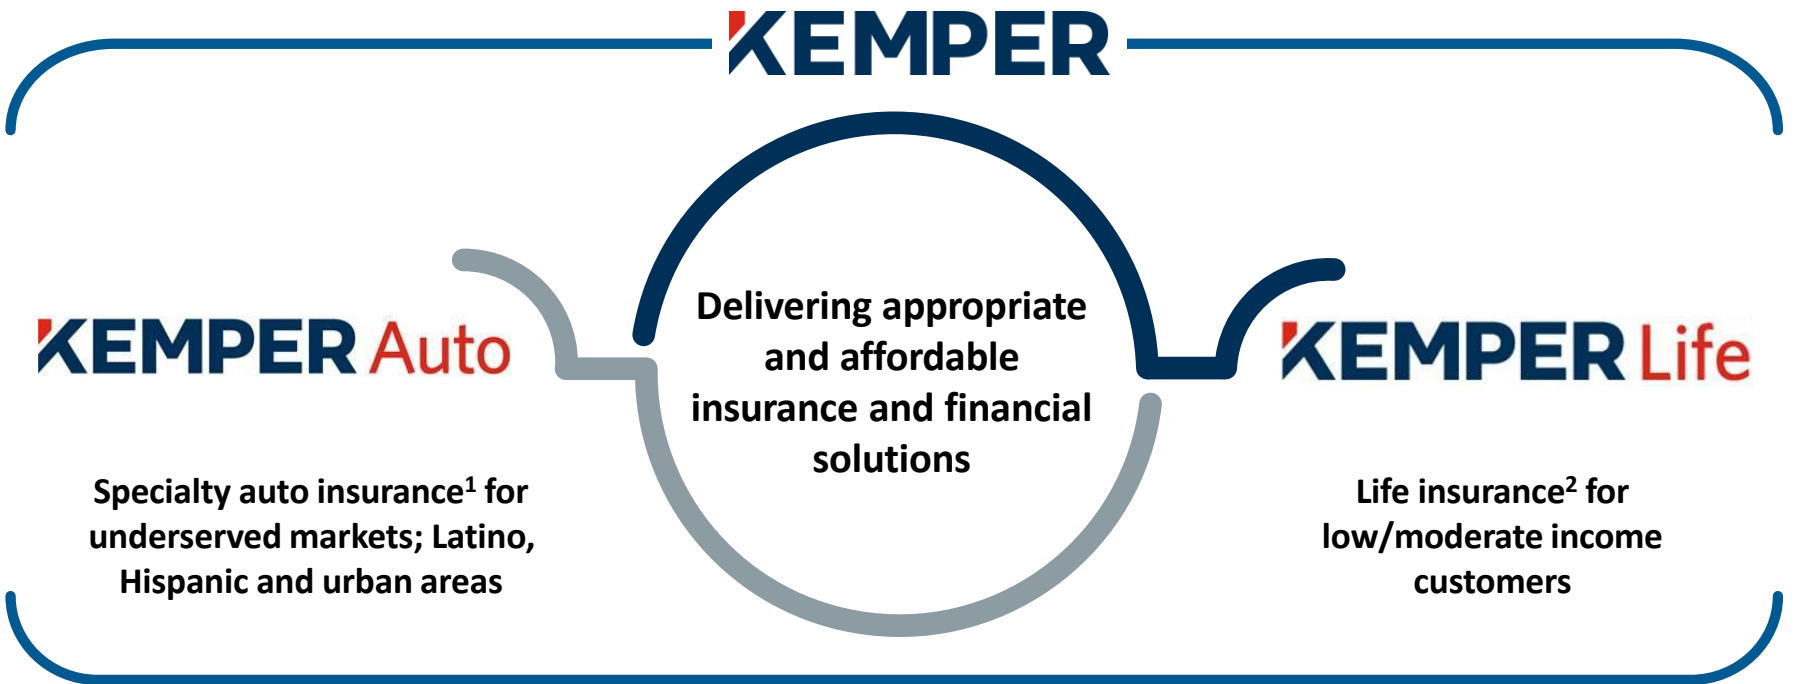 KEMPER
Delivering appropriate
and affordable
insurance and financial
solutions
KEMPER Auto
Specialty auto insurance¹ for
underserved markets; Latino,
Hispanic and urban areas
KEMPER Life
Life insurance² for
low/moderate income
customers